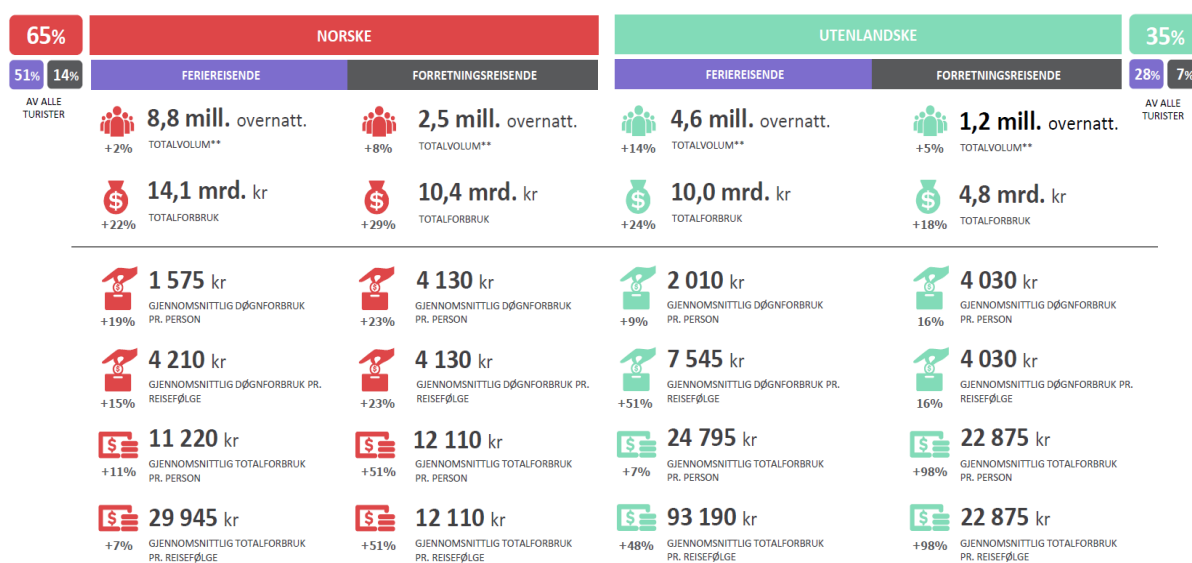 65% NORSKE UTENLANDSKE 35%
51% 14% FERIEREISENDE FORRETNINGSREISENDE FERIEREISENDE FORRETNINGSREISENDE 28% 7%
AV ALLE
TURISTER
AV ALLE
TURISTER
8,8 mill. overnatt. 2,5 mill. overnatt. 4,6 mill. overnatt. 1,2 mill. overnatt.
+2% TOTALVOLUM** +8% TOTALVOLUM** +14% TOTALVOLUM** +5% TOTALVOLUM**
14,1 mrd. kr 10,4 mrd. kr 10,0 mrd. kr 4,8 mrd. kr
+22% TOTALFORBRUK +29% TOTALFORBRUK +24% TOTALFORBRUK +18% TOTALFORBRUK
1 575 kr 4 130 kr 2 010 kr 4 030 kr
GJENNOMSNITTLIG DØGNFORBRUK GJENNOMSNITTLIG DØGNFORBRUK GJENNOMSNITTLIG DØGNFORBRUK GJENNOMSNITTLIG DØGNFORBRUK
+19% PR. PERSON +23% PR. PERSON +9% PR. PERSON 16% PR. PERSON
4 210 kr 4 130 kr 7 545 kr 4 030 kr
GJENNOMSNITTLIG DØGNFORBRUK PR. GJENNOMSNITTLIG DØGNFORBRUK PR. GJENNOMSNITTLIG DØGNFORBRUK PR. GJENNOMSNITTLIG DØGNFORBRUK PR.
+15% REISEFØLGE +23% REISEFØLGE +51% REISEFØLGE 16% REISEFØLGE
11 220 kr 12 110 kr 24 795 kr 22 875 kr
GJENNOMSNITTLIG TOTALFORBRUK GJENNOMSNITTLIG TOTALFORBRUK GJENNOMSNITTLIG TOTALFORBRUK GJENNOMSNITTLIG TOTALFORBRUK
+11% PR. PERSON +51% PR. PERSON +7% PR. PERSON +98% PR. PERSON
29 945 kr 12 110 kr 93 190 kr 22 875 kr
GJENNOMSNITTLIG TOTALFORBRUK GJENNOMSNITTLIG TOTALFORBRUK GJENNOMSNITTLIG TOTALFORBRUK GJENNOMSNITTLIG TOTALFORBRUK
+7% PR. REISEFØLGE +51% PR. REISEFØLGE +48% PR. REISEFØLGE +98% PR. REISEFØLGE